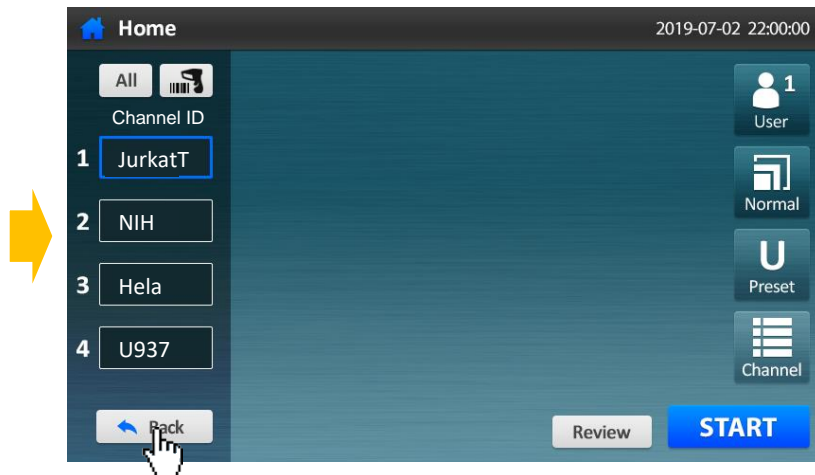 Home
2019-07-02 22:00:00
All
Channel ID
1 JurkatT
2 NIH
3 Hela
4 U937
Back
1
User
Normal
U
Preset
Channel
Review
START